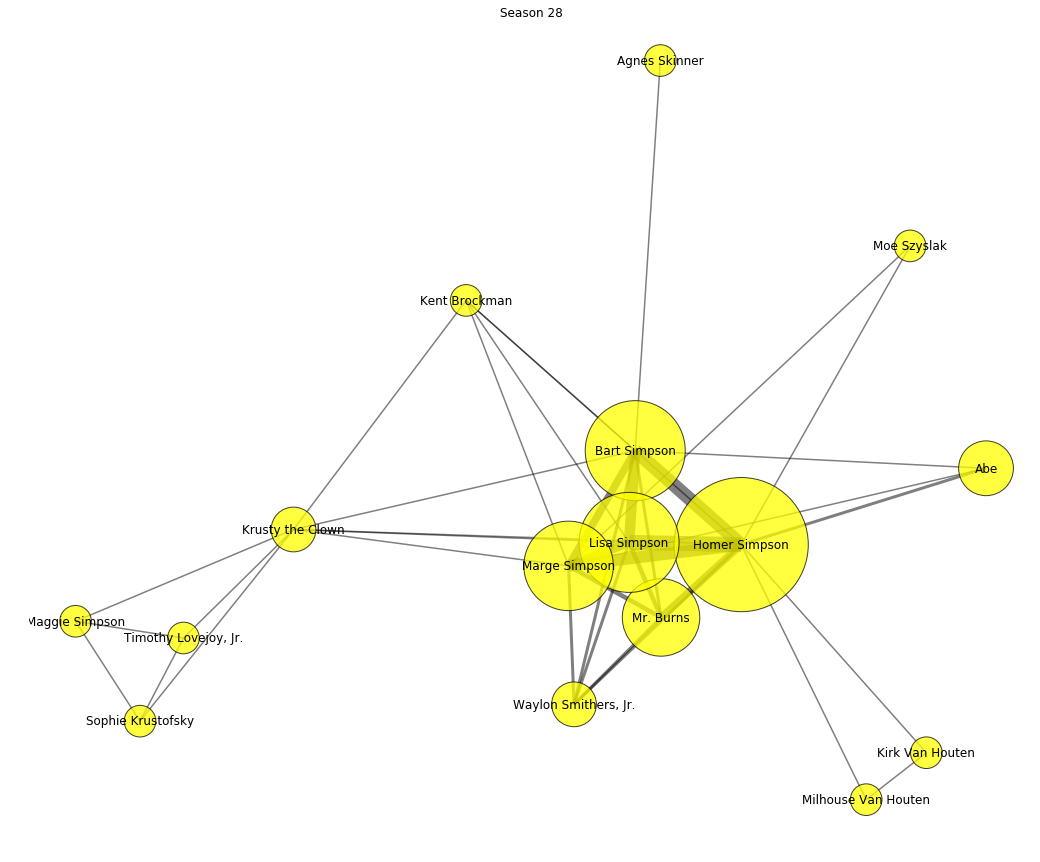 Season 28
Agnes Skinner
Moe Szyslak
Kent Brockman
Bart Simpson
Abe
Krusty the Clown
Lisa Simpson
Homer Simpson
Marge Simpson
Mr. Burns
Maggie Simpson
Timothy Lovejoy, Jr.
Waylon Smithers, Jr.
Sophie Krustofsky
Kirk Van Houten
Milhouse Van Houten